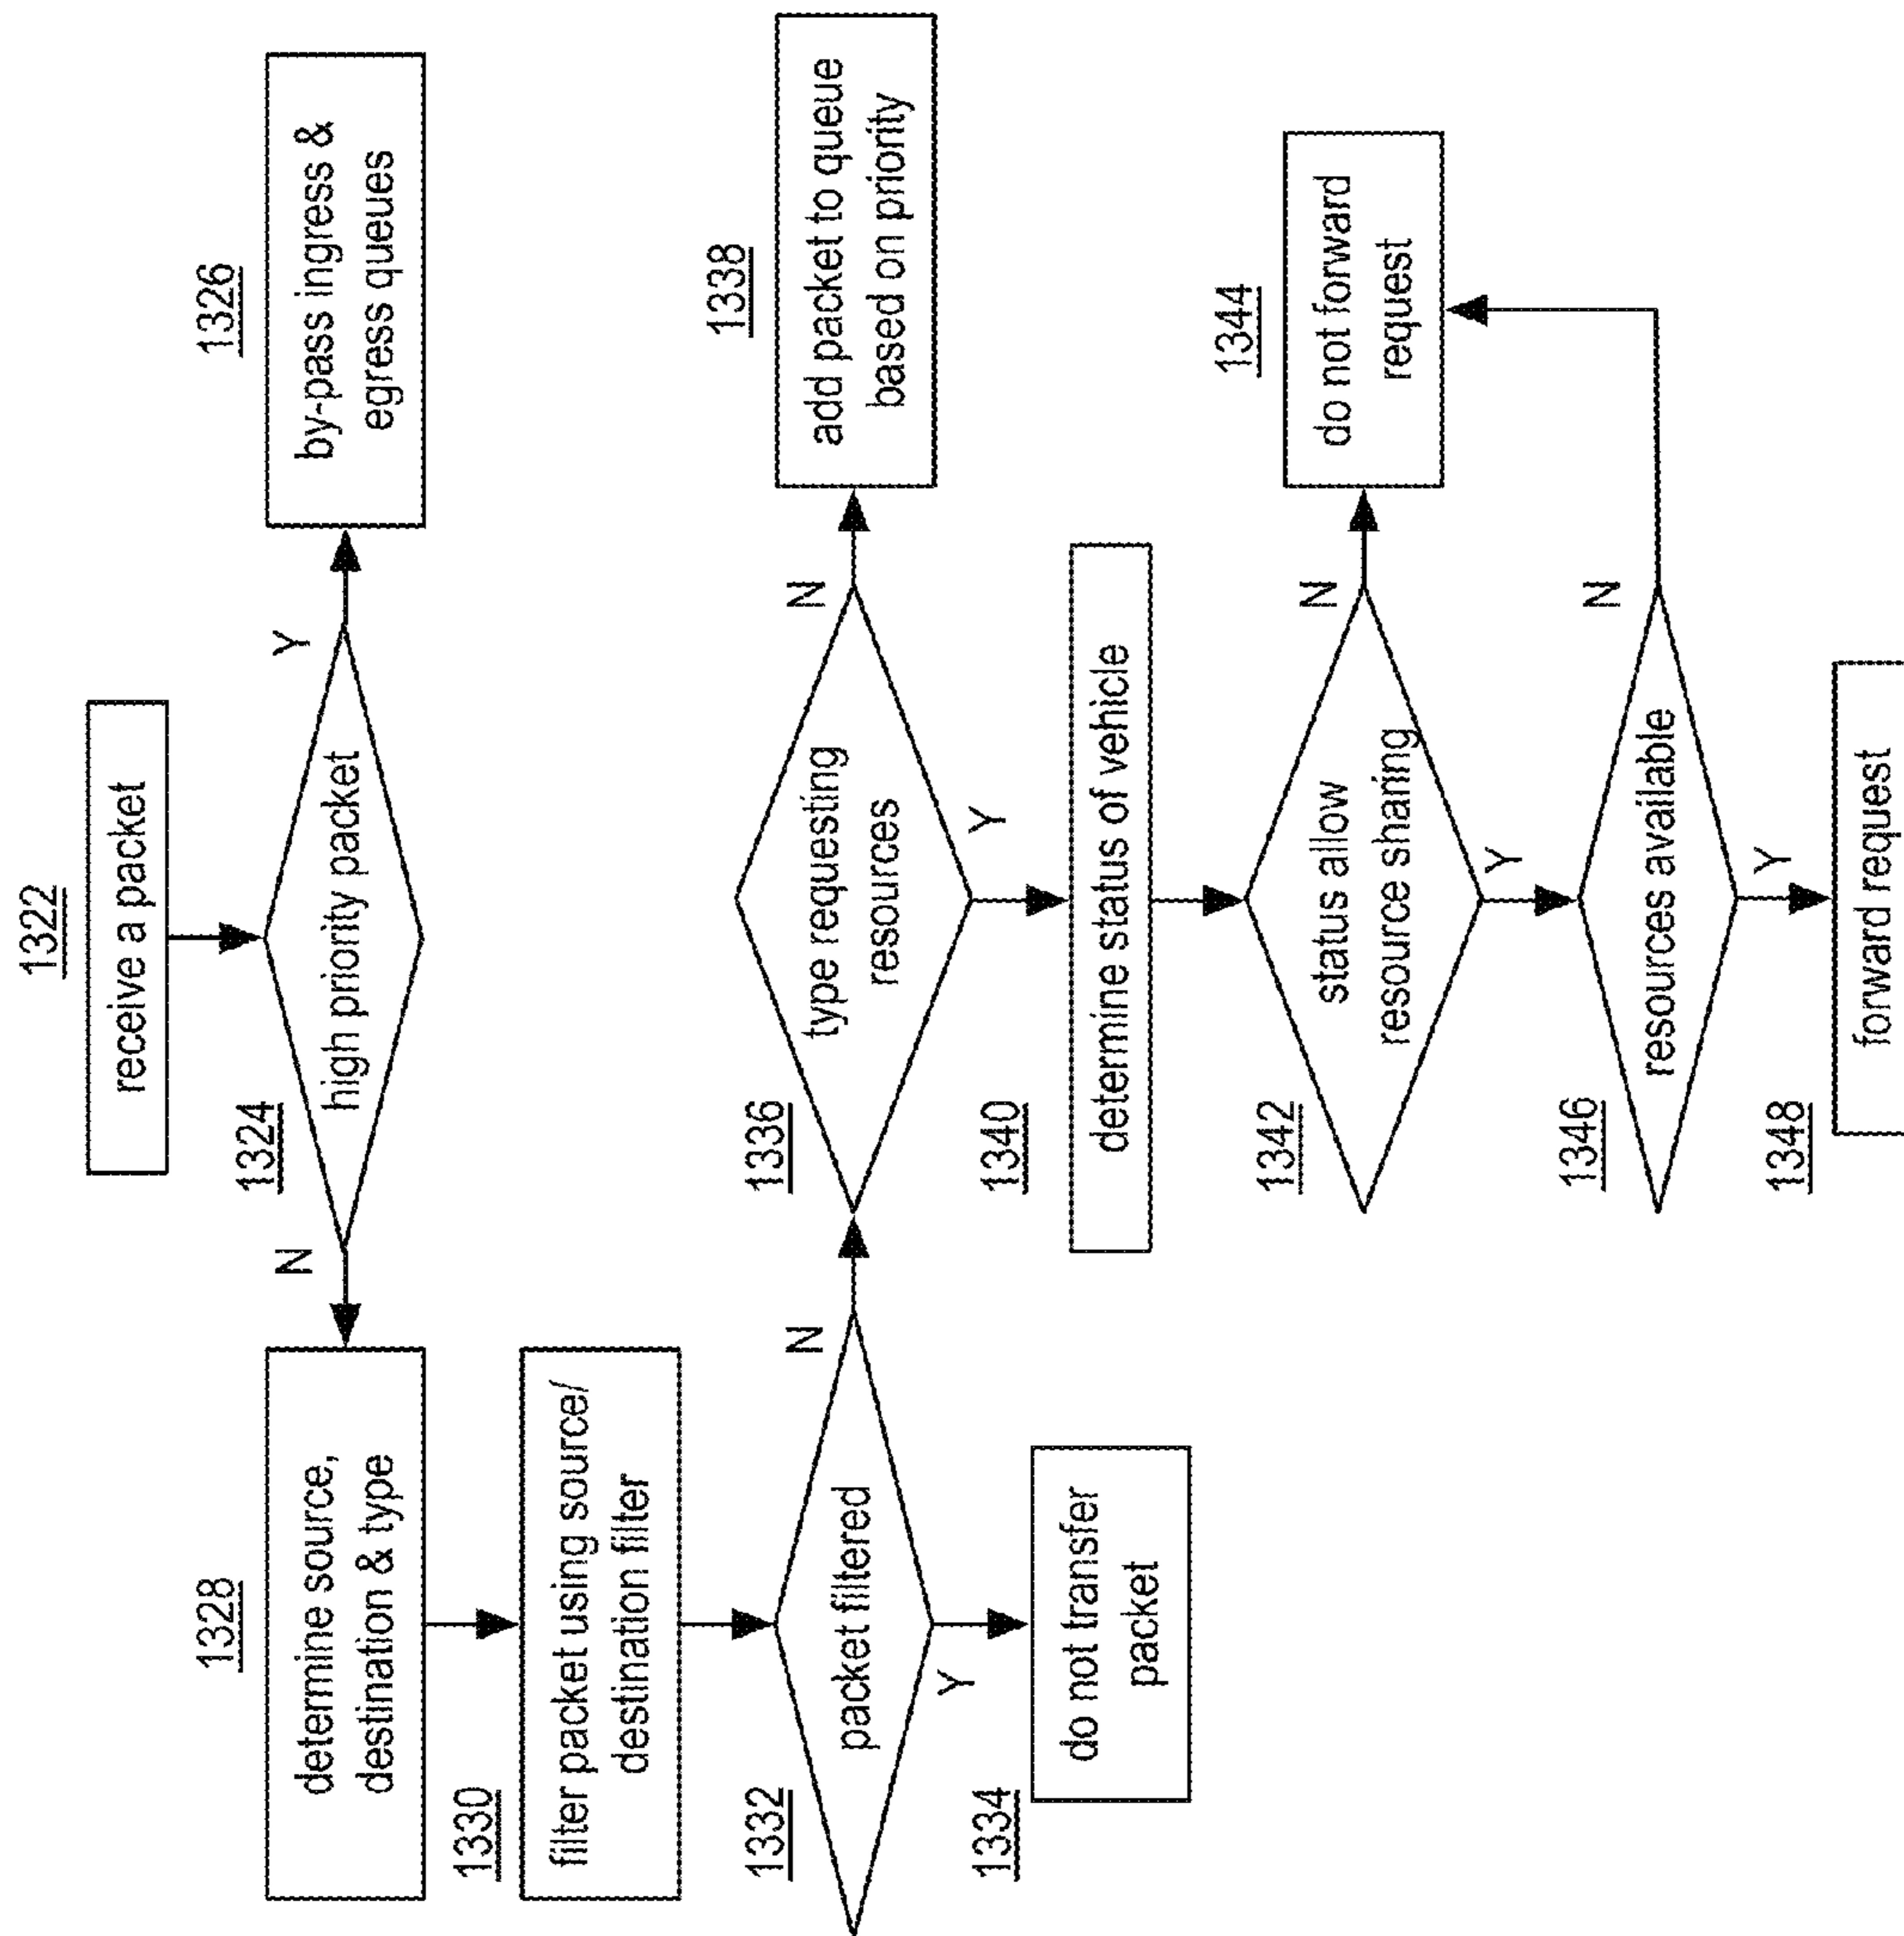 1322
receive a packet
1324
high priority packet
Y
N
1326
by-pass ingress &
egress queues
1328
determine source,
destination & type
1330
filter packet using source/
destination filter
1332
packet filtered
N
Y
1334
do not transfer
packet
1336
type requesting
resources
N
Y
1338
add packet to queue
based on priority
1340
determine status of vehicle
1342
status allow
resource sharing
N
Y
1344
do not forward
request
1346
resources available
N
Y
1348
forward request